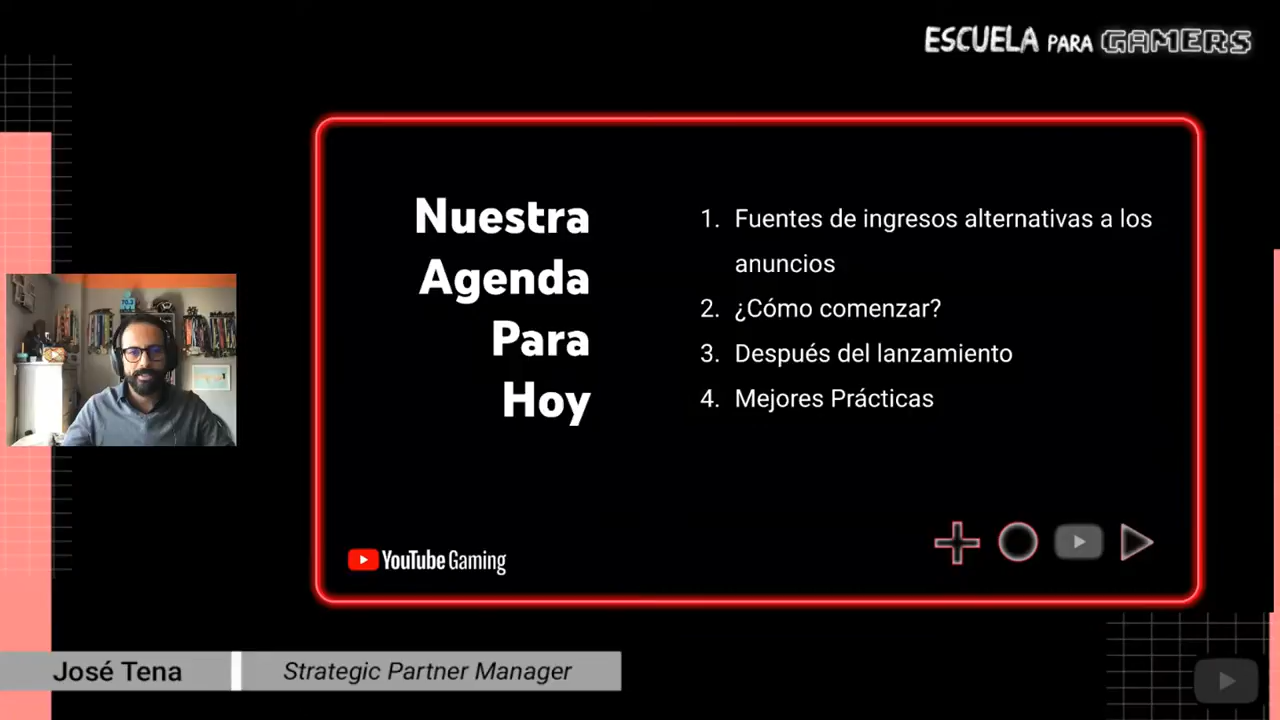 ESCUELA PARA GAMERS
Nuestra
Agenda
Para
Hoy
1. Fuentes de ingresos alternativas a los
anuncios
2. ¿Cómo comenzar?
3. Después del lanzamiento
4. Mejores Prácticas
YouTube Gaming
José Tena
Strategic Partner Manager